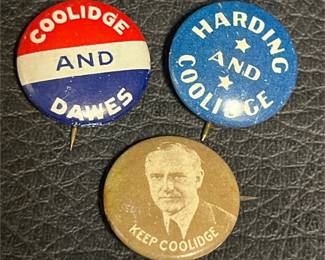 COOLIDGE
AND
DAWES
HARDING
AND
COOLIDGE
KEEP COOLIDGE